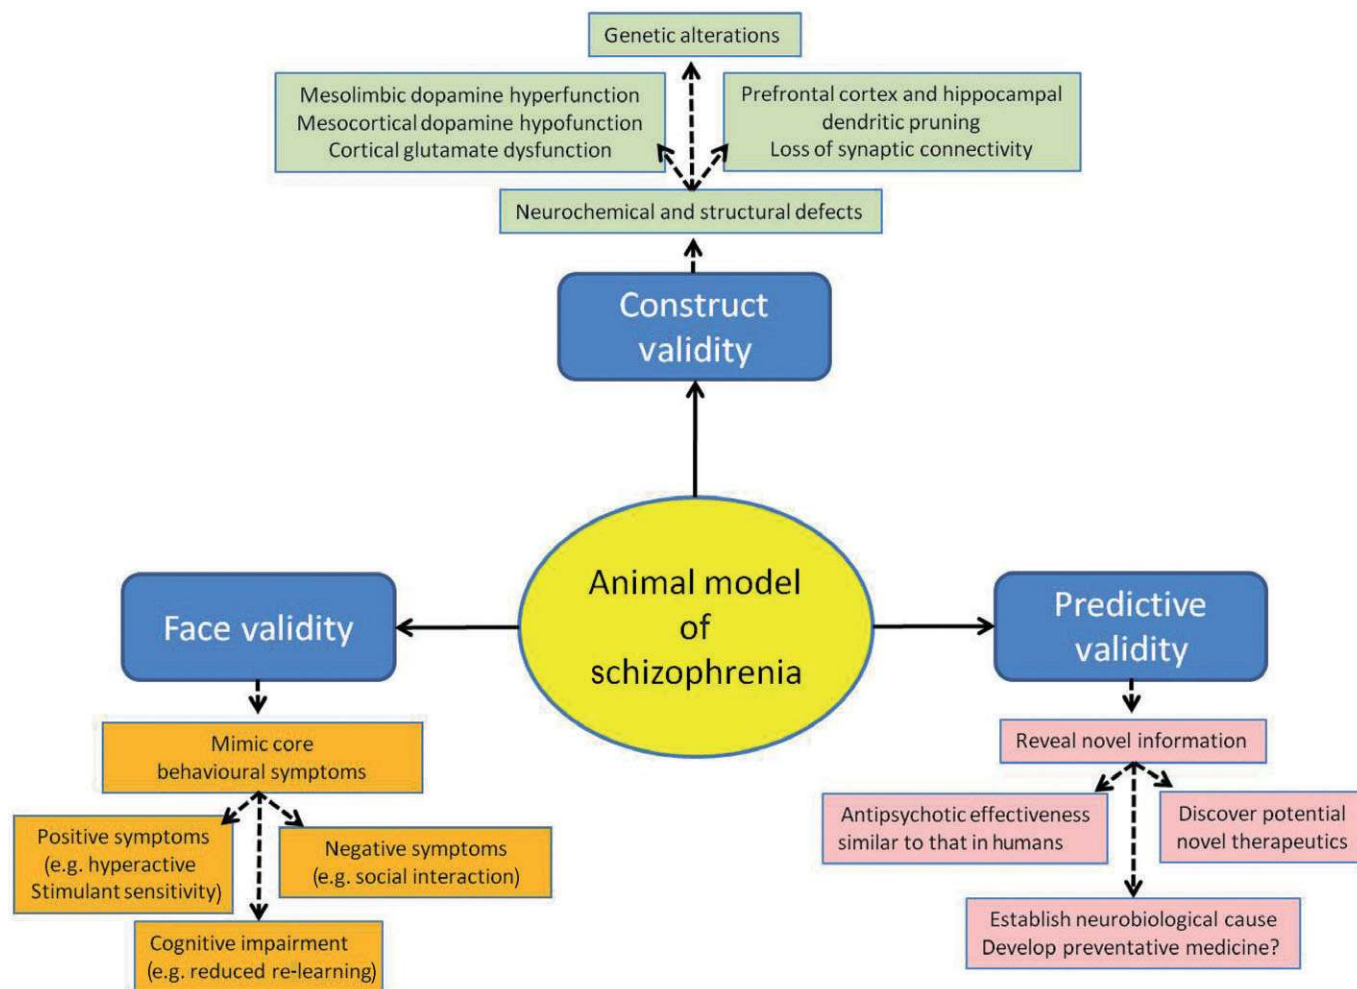 Genetic alterations
Mesolimbic dopamine hyperfunction
Mesocortical dopamine hypofunction
Cortical glutamate dysfunction
Prefrontal cortex and hippocampal
dendritic pruning
Loss of synaptic connectivity
Neurochemical and structural defects
Construct
validity
Animal model
of
schizophrenia
Face validity
Mimic core
behavioural symptoms
Positive symptoms
(e.g. hyperactive
Stimulant sensitivity)
Negative symptoms
(e.g. social interaction)
Cognitive impairment
(e.g. reduced re-learning)
Predictive
validity
Reveal novel information
Antipsychotic effectiveness
similar to that in humans
Discover potential
novel therapeutics
Establish neurobiological cause
Develop preventative medicine?